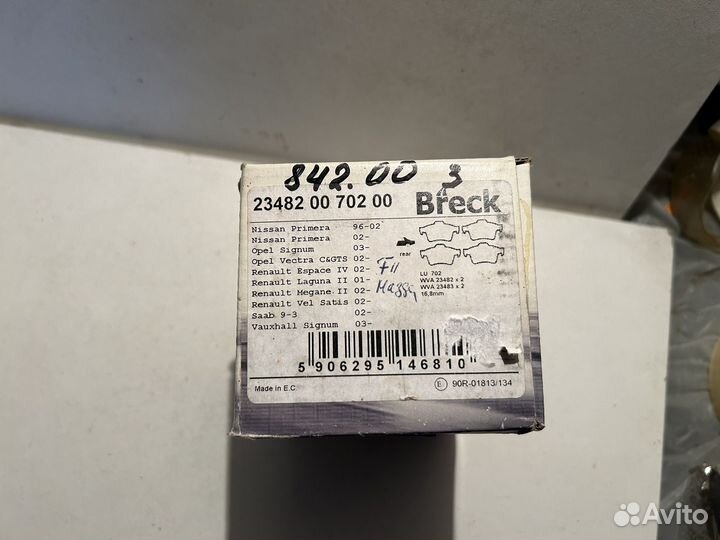 842.00 3
23482 00 702 00 Breck
Nissan Primera 96-02
Nissan Primera 02-
Opel Signum 03-
Opel Vectra C&GTS 02-
Renault Espace IV 02-
Renault Laguna II 01-
Renault Megane II 02-
Renault Vel Satis 02-
Saab 9-3 02-
Vauxhall Signum 03-
rear
LU 702
WVA 23482 x 2
WVA 23483 x 2
16,8mm
5 906295 146810
Made in E.C.
E 90R-01813/134
Avito